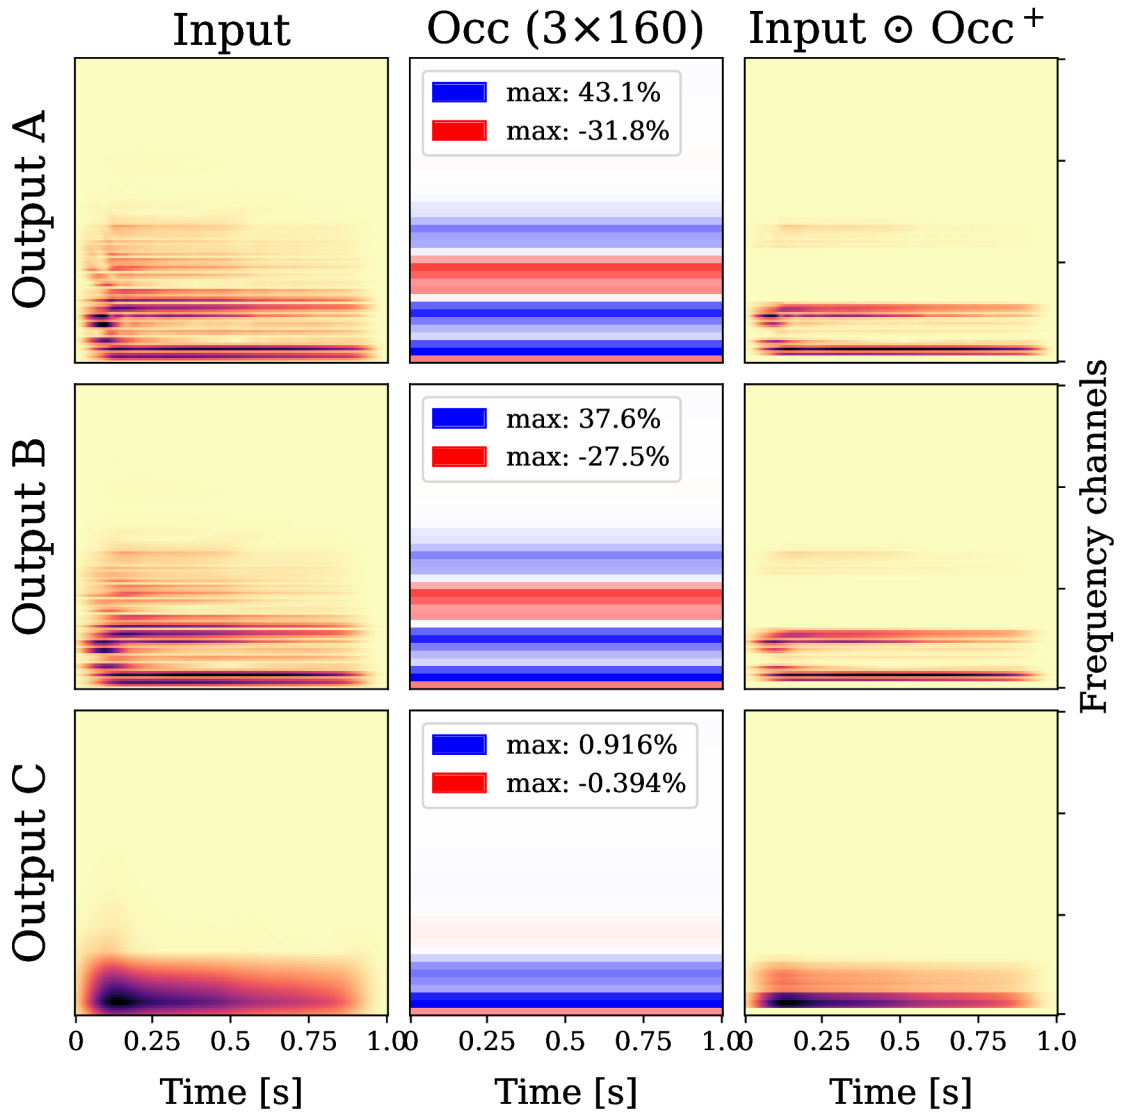 Input
Occ (3×160)
Input ⊙ Occ⁺
Output A
max: 43.1%
max: -31.8%
Output B
max: 37.6%
max: -27.5%
Frequency channels
Output C
max: 0.916%
max: -0.394%
0 0.25 0.5 0.75 1.0
0 0.25 0.5 0.75 1.0
0 0.25 0.5 0.75 1.0
Time [s]
Time [s]
Time [s]